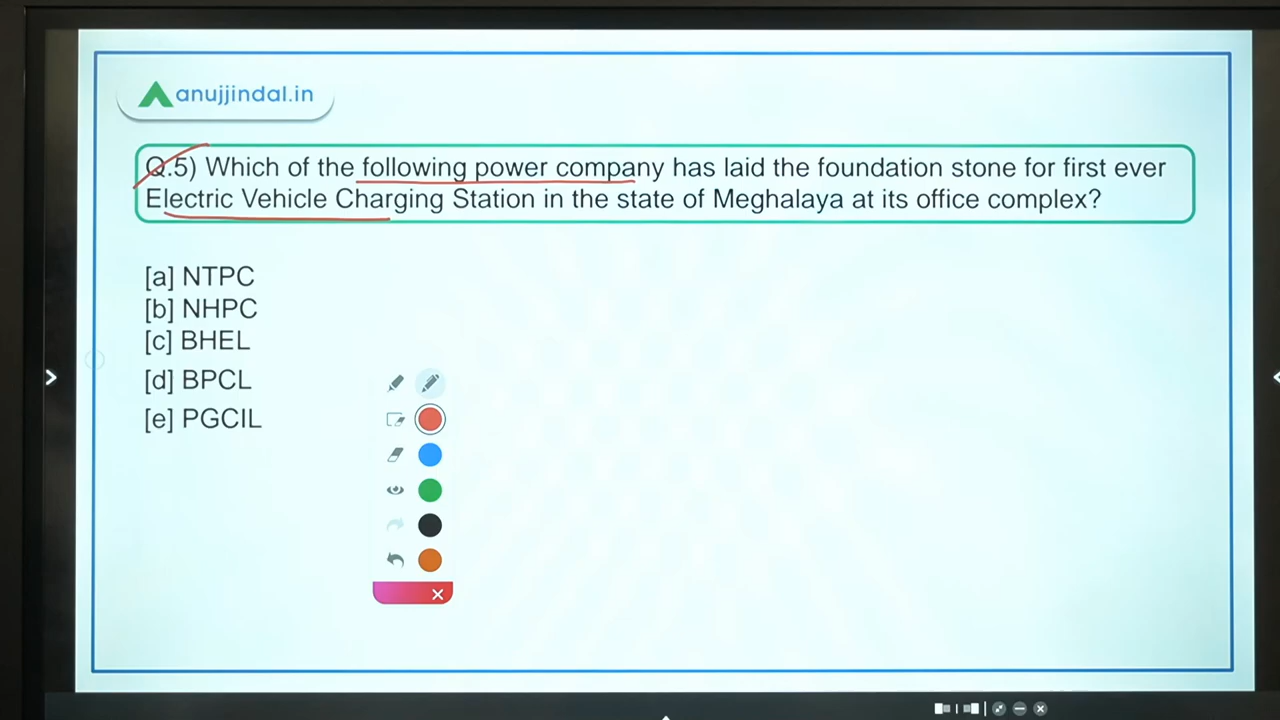 anujjindal.in
Q.5) Which of the following power company has laid the foundation stone for first ever
Electric Vehicle Charging Station in the state of Meghalaya at its office complex?
[a] NTPC
[b] NHPC
[c] BHEL
[d] BPCL
[e] PGCIL